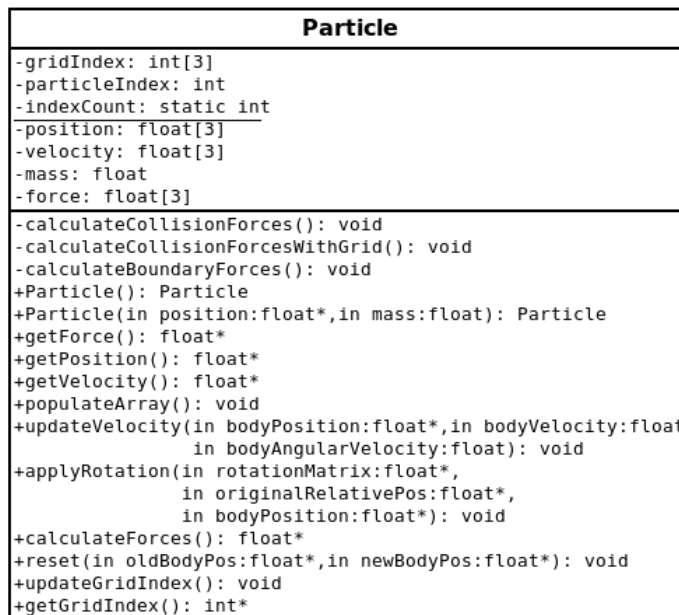 Particle
-gridIndex: int[3]
-particleIndex: int
-indexCount: static int
-position: float[3]
-velocity: float[3]
-mass: float
-force: float[3]
-calculateCollisionForces(): void
-calculateCollisionForcesWithGrid(): void
-calculateBoundaryForces(): void
+Particle(): Particle
+Particle(in position:float*,in mass:float): Particle
+getForce(): float*
+getPosition(): float*
+getVelocity(): float*
+populateArray(): void
+updateVelocity(in bodyPosition:float*,in bodyVelocity:float
in bodyAngularVelocity:float): void
+applyRotation(in rotationMatrix:float*,
in originalRelativePos:float*,
in bodyPosition:float*): void
+calculateForces(): float*
+reset(in oldBodyPos:float*,in newBodyPos:float*): void
+updateGridIndex(): void
+getGridIndex(): int*